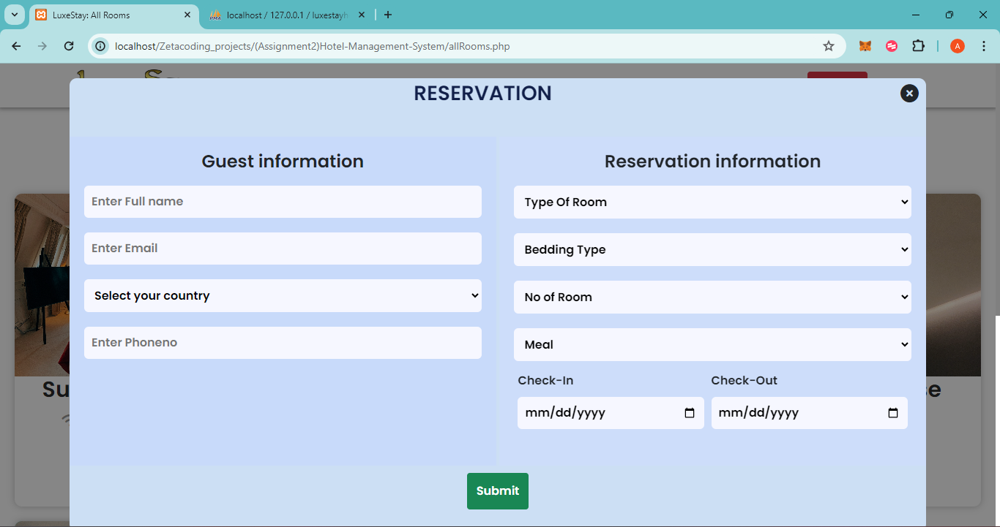 LuxeStay: All Rooms
localhost / 127.0.0.1 / luxestayh
localhost/Zetacoding_projects/(Assignment2)Hotel-Management-System/allRooms.php
A
RESERVATION
Guest information
Enter Full name
Enter Email
Select your country
Enter Phoneno
Reservation information
Type Of Room
Bedding Type
No of Room
Meal
Check-In
Check-Out
mm/dd/yyyy
mm/dd/yyyy
Submit